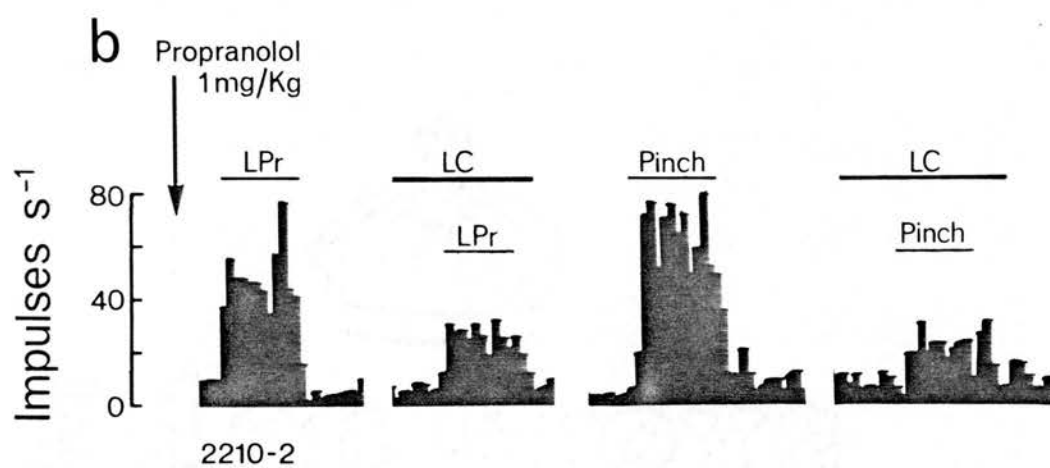 b
Propranolol
1mg/Kg
LPr
LC
Pinch
LC
LPr
Pinch
80
40
0
Impulses s⁻¹
2210-2